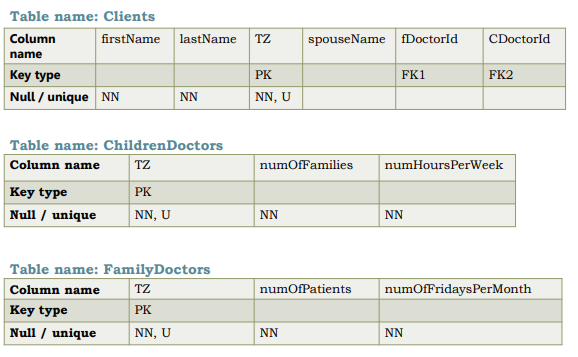 Table name: Clients
Column name firstName lastName TZ spouseName fDoctorId CDoctorId
Key type PK FK1 FK2
Null / unique NN NN NN, U
Table name: ChildrenDoctors
Column name TZ numOfFamilies numHoursPerWeek
Key type PK
Null / unique NN, U NN NN
Table name: FamilyDoctors
Column name TZ numOfPatients numOfFridaysPerMonth
Key type PK
Null / unique NN, U NN NN